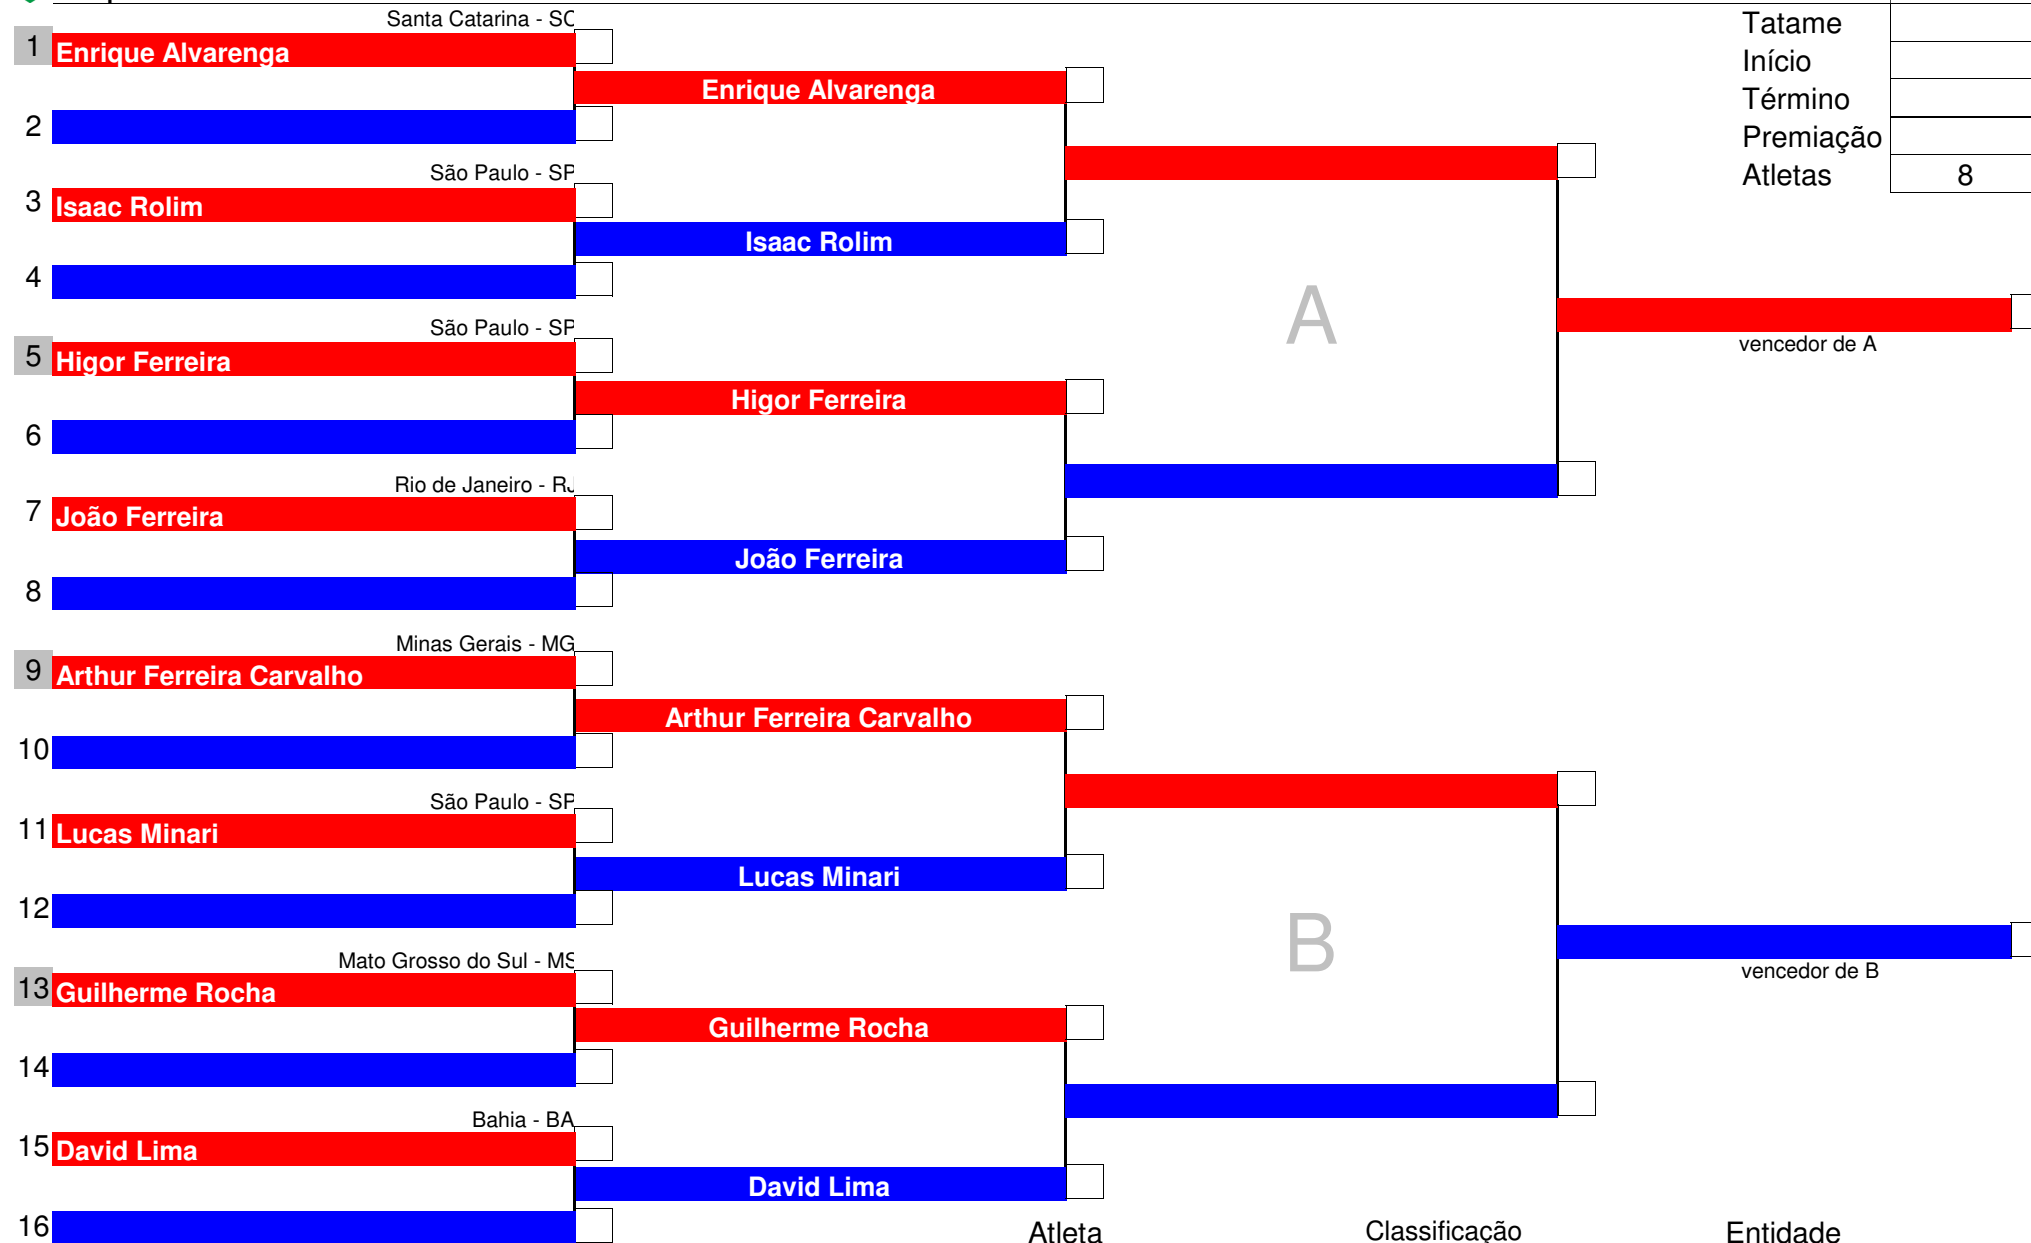 Santa Catarina - SC
1 Enrique Alvarenga
Enrique Alvarenga
2
São Paulo - SP
3 Isaac Rolim
Isaac Rolim
4
São Paulo - SP
5 Higor Ferreira
Higor Ferreira
6
Rio de Janeiro - RJ
7 João Ferreira
João Ferreira
8
Minas Gerais - MG
9 Arthur Ferreira Carvalho
Arthur Ferreira Carvalho
10
São Paulo - SP
11 Lucas Minari
Lucas Minari
12
Mato Grosso do Sul - MS
13 Guilherme Rocha
Guilherme Rocha
14
Bahia - BA
15 David Lima
David Lima
16
A
B
vencedor de A
vencedor de B
Tatame
Início
Término
Premiação
Atletas 8
Atleta Classificação Entidade